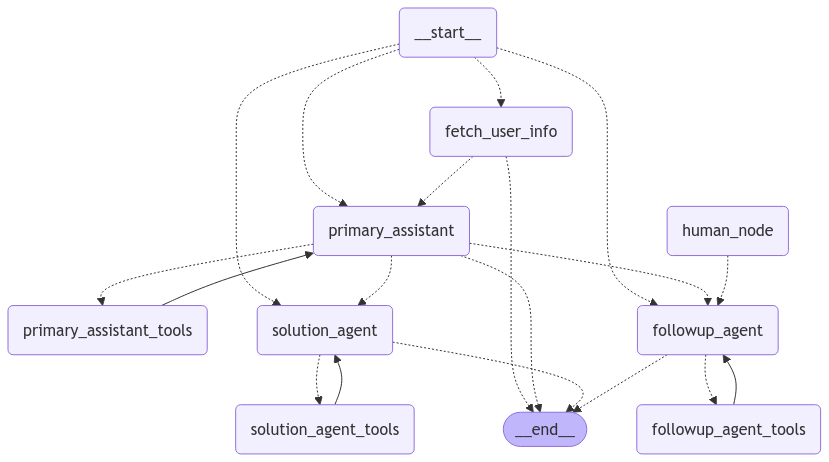 __start__
fetch_user_info
primary_assistant
human_node
primary_assistant_tools
solution_agent
followup_agent
solution_agent_tools
__end__
followup_agent_tools